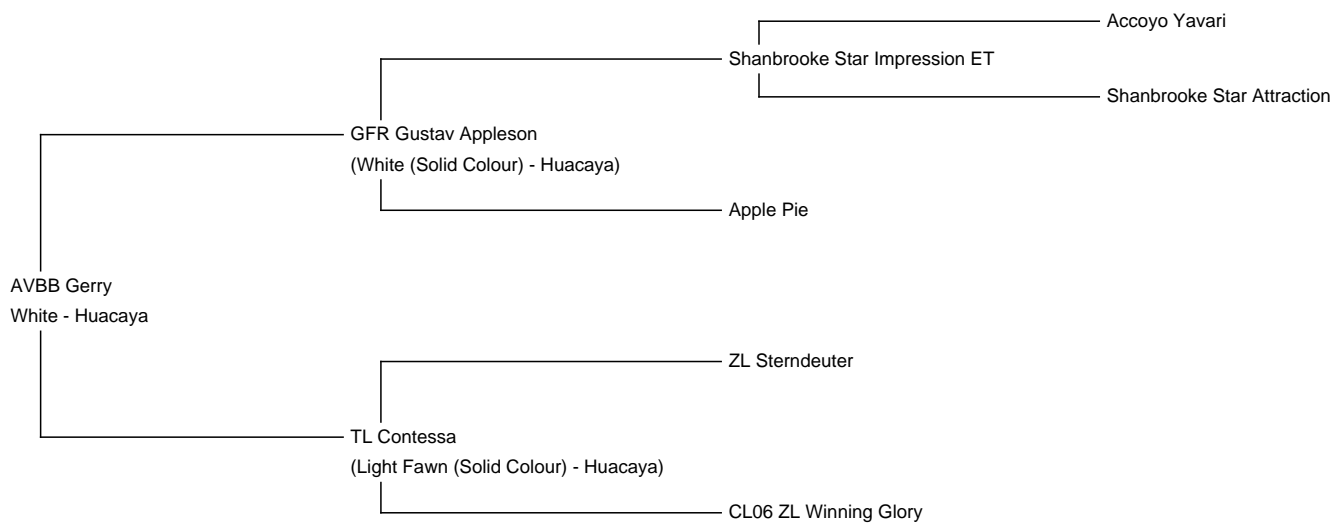 Accoyo Yavari
Shanbrooke Star Impression ET
Shanbrooke Star Attraction
GFR Gustav Appleson
(White (Solid Colour) - Huacaya)
Apple Pie
AVBB Gerry
White - Huacaya
ZL Sterndeuter
TL Contessa
(Light Fawn (Solid Colour) - Huacaya)
CL06 ZL Winning Glory